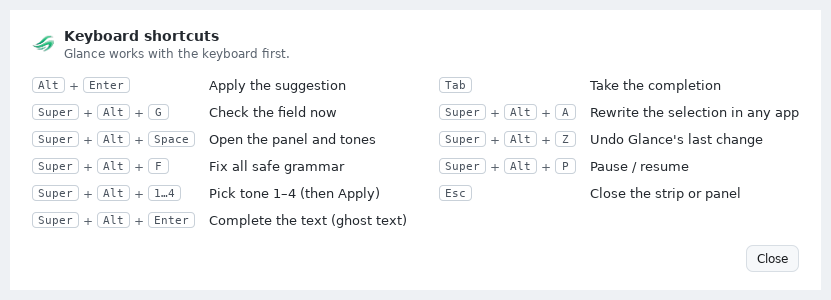 Keyboard shortcuts
Glance works with the keyboard first.
Alt + Enter Apply the suggestion
Super + Alt + G Check the field now
Super + Alt + Space Open the panel and tones
Super + Alt + F Fix all safe grammar
Super + Alt + 1…4 Pick tone 1–4 (then Apply)
Super + Alt + Enter Complete the text (ghost text)
Tab Take the completion
Super + Alt + A Rewrite the selection in any app
Super + Alt + Z Undo Glance's last change
Super + Alt + P Pause / resume
Esc Close the strip or panel
Close